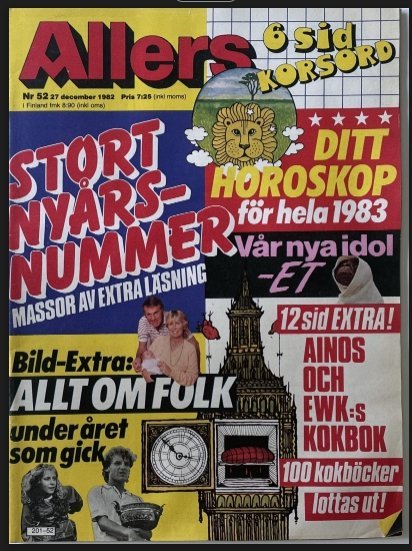 Allers
6 sid
KORSORD
Nr 52 27 december 1982 Pris 7:25 (inkl moms)
I Finland fmk 8:90 (inkl oms)
STORT
NYÅRS-
NUMMER
MASSOR AV EXTRA LÄSNING
DITT
HOROSKOP
för hela 1983
Vår nya idol
-ET
12 sid EXTRA!
AINOS
OCH
EWK:s
KOKBOK
100 kokböcker
lottas ut!
Bild-Extra:
ALLT OM FOLK
under året
som gick
201-52